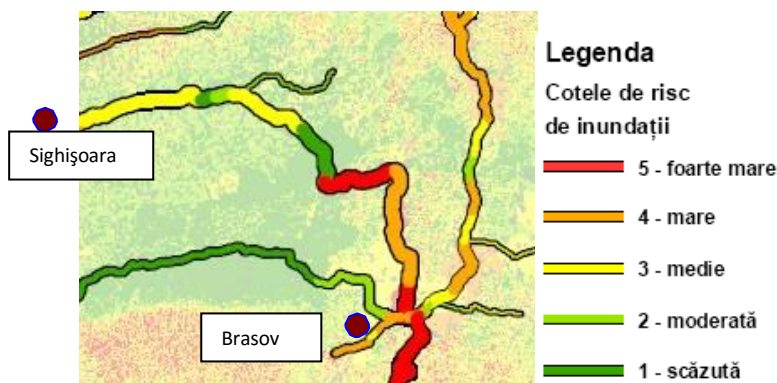 Sighişoara
Brasov
Legenda
Cotele de risc
de inundații
5 - foarte mare
4 - mare
3 - medie
2 - moderată
1 - scăzută